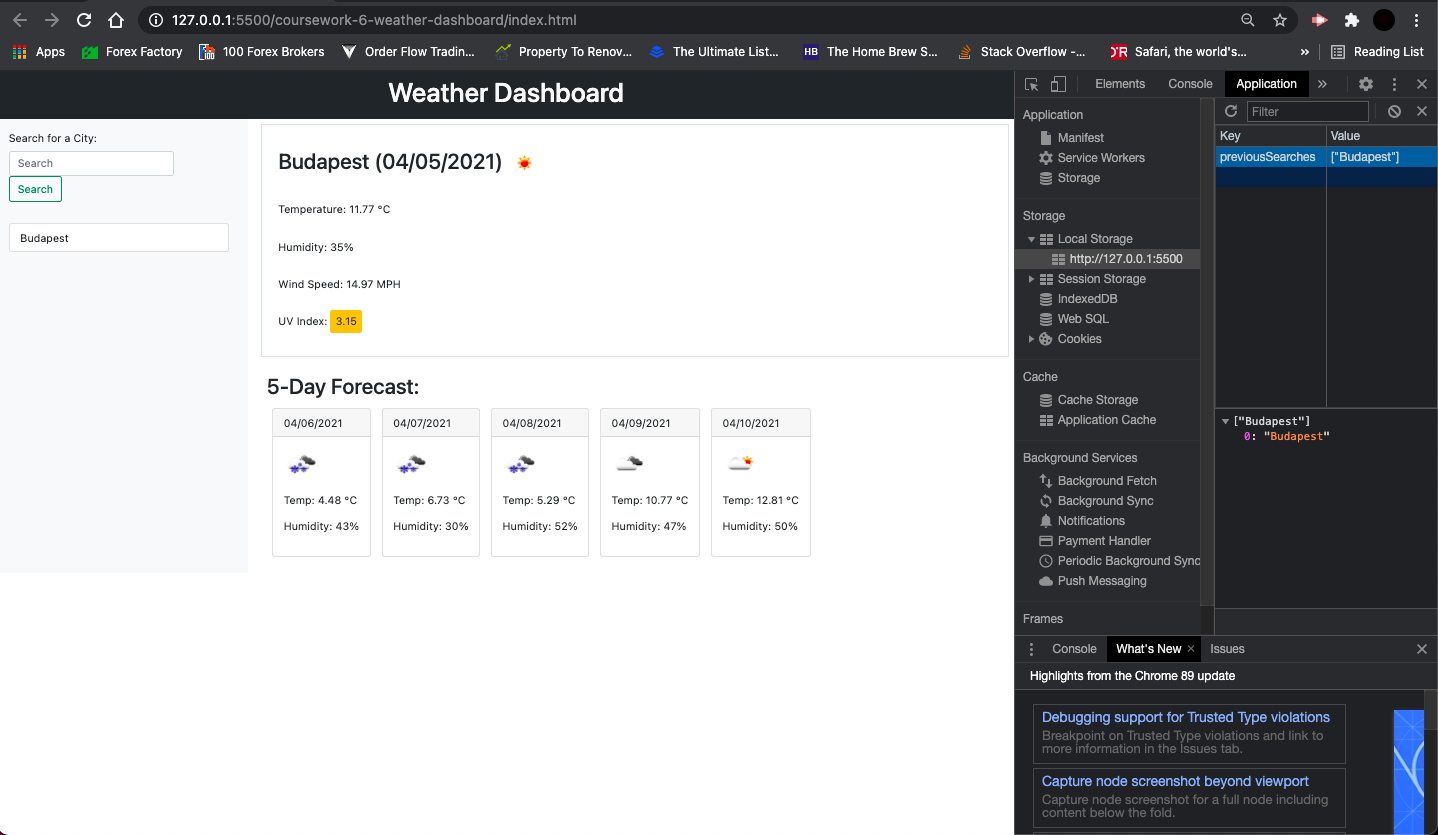 127.0.0.1:5500/coursework-6-weather-dashboard/index.html
Apps Forex Factory 100 Forex Brokers Order Flow Tradin... Property To Renov... The Ultimate List... HB The Home Brew S... Stack Overflow -... D'R Safari, the world's... » Reading List
Weather Dashboard
Search for a City:
Search
Search
Budapest
Budapest (04/05/2021)
Temperature: 11.77 °C
Humidity: 35%
Wind Speed: 14.97 MPH
UV Index: 3.15
5-Day Forecast:
04/06/2021 04/07/2021 04/08/2021 04/09/2021 04/10/2021
Temp: 4.48 °C Temp: 6.73 °C Temp: 5.29 °C Temp: 10.77 °C Temp: 12.81 °C
Humidity: 43% Humidity: 30% Humidity: 52% Humidity: 47% Humidity: 50%
Elements Console Application »
Application
Manifest
Service Workers
Storage
Storage
Local Storage
http://127.0.0.1:5500
Session Storage
IndexedDB
Web SQL
Cookies
Cache
Cache Storage
Application Cache
Background Services
Background Fetch
Background Sync
Notifications
Payment Handler
Periodic Background Sync
Push Messaging
Frames
Filter
Key Value
previousSearches ["Budapest"]
["Budapest"]
0: "Budapest"
Console What's New Issues
Highlights from the Chrome 89 update
Debugging support for Trusted Type violations
Breakpoint on Trusted Type violations and link to
more information in the Issues tab.
Capture node screenshot beyond viewport
Capture node screenshot for a full node including
content below the fold.